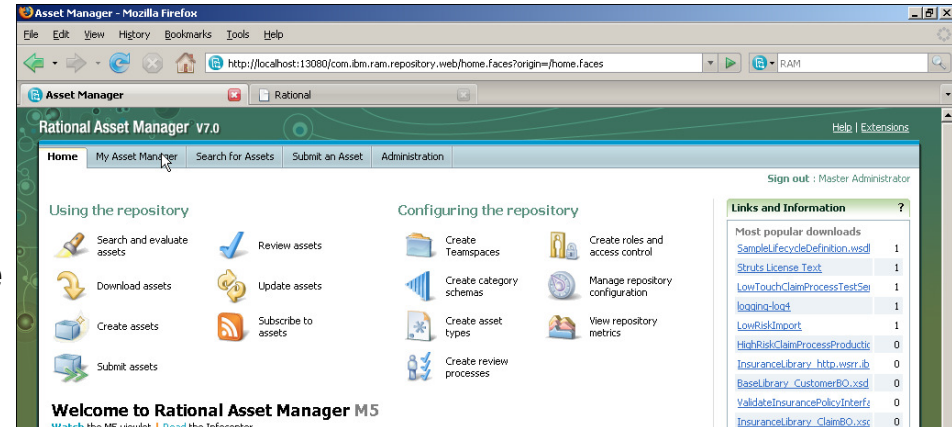 Asset Manager - Mozilla Firefox
File Edit View History Bookmarks Tools Help
http://localhost:13080/com.ibm.ram.repository.web/home.faces?origin=/home.faces
RAM
Asset Manager
Rational
Rational Asset Manager V7.0
Help | Extensions
Home
My Asset Manager
Search for Assets
Submit an Asset
Administration
Sign out : Master Administrator
Using the repository
Search and evaluate assets
Review assets
Download assets
Update assets
Create assets
Subscribe to assets
Submit assets
Configuring the repository
Create Teamspaces
Create roles and access control
Create category schemas
Manage repository configuration
Create asset types
View repository metrics
Create review processes
Links and Information ?
Most popular downloads
SampleLifecycleDefinition.wsdl 1
Struts License Text 1
LowTouchClaimProcessTestSer 1
logging-log4 1
LowRiskImport 1
HighRiskClaimProcessProductic 0
InsuranceLibrary_http.wsrr.ib 0
BaseLibrary_CustomerBO.xsd 0
ValidateInsurancePolicyInterfa 0
InsuranceLibrary_ClaimBO.xsc 0
Welcome to Rational Asset Manager M5
Watch the M5 viewlet | Read the Infocenter